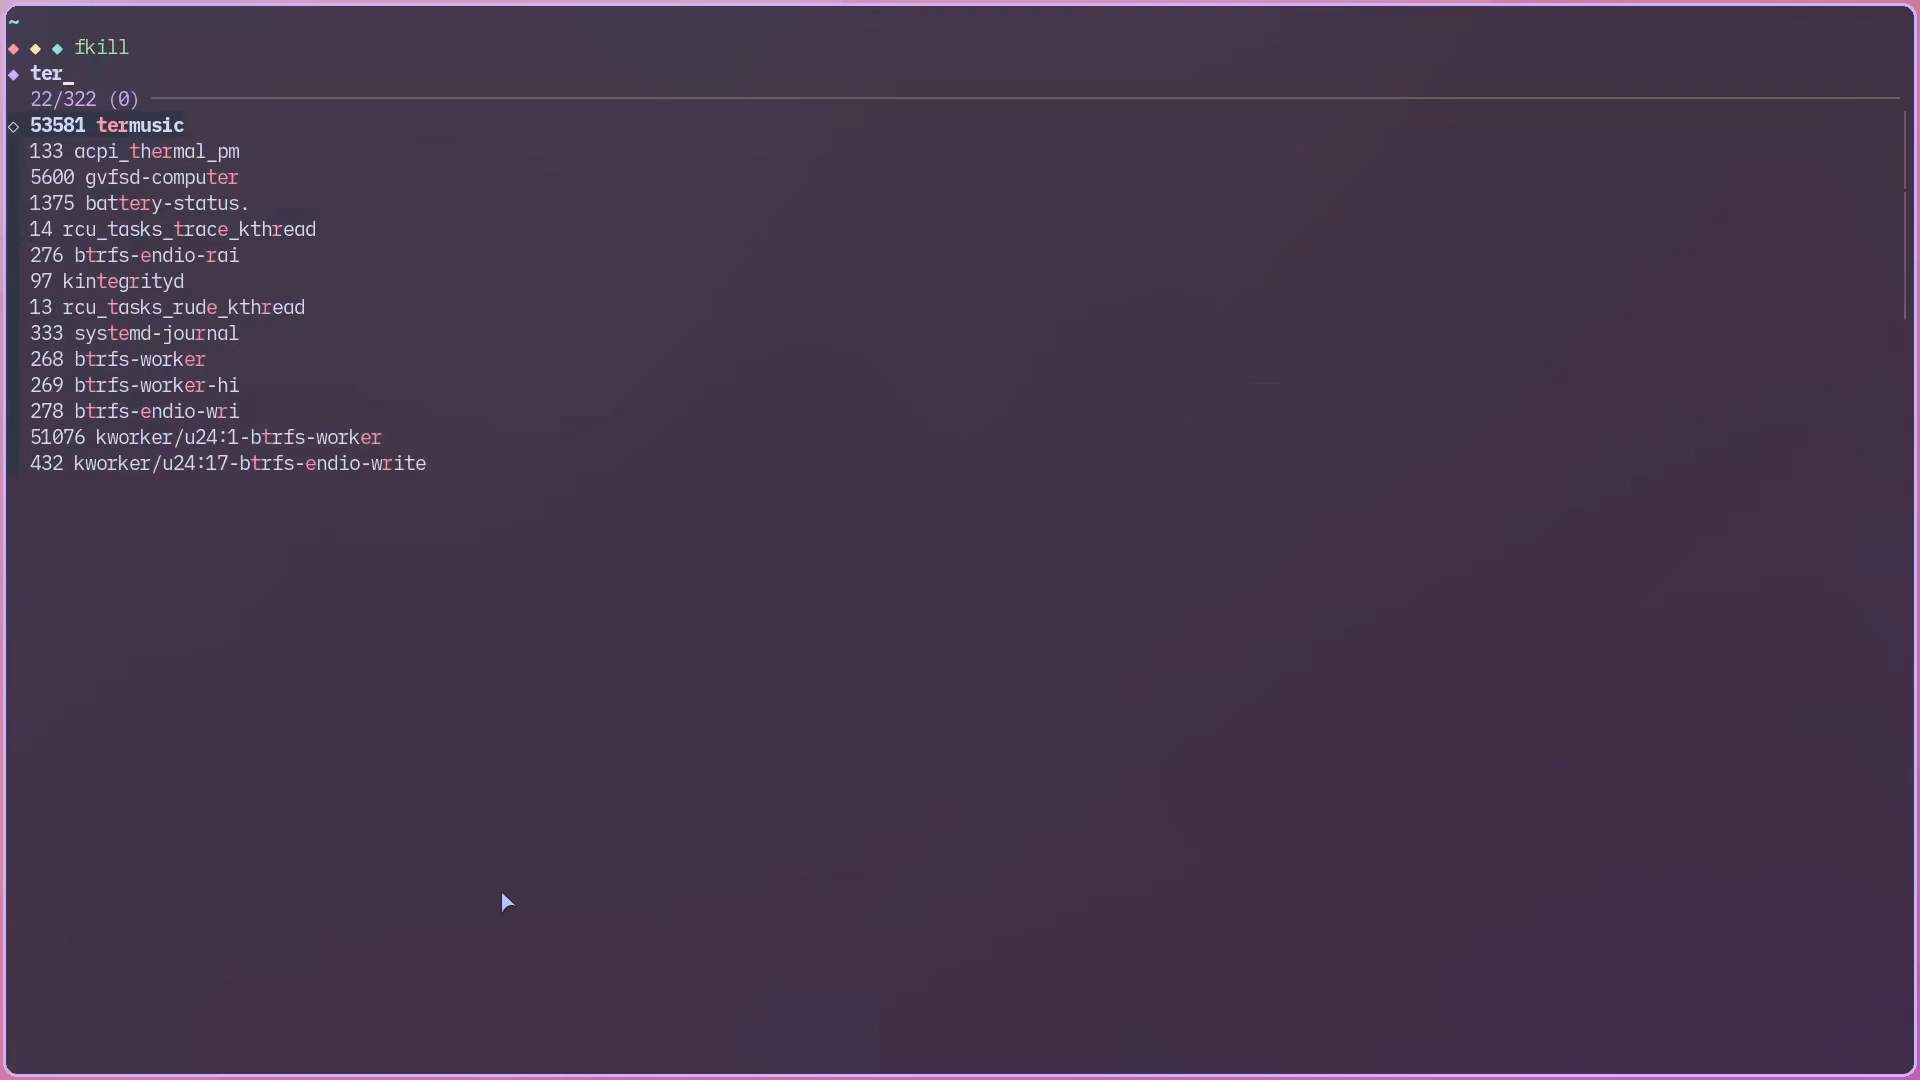 ~
fkill
ter_
22/322 (0)
53581 termusic
133 acpi_thermal_pm
5600 gvfsd-computer
1375 battery-status.
14 rcu_tasks_trace_kthread
276 btrfs-endio-rai
97 kintegrityd
13 rcu_tasks_rude_kthread
333 systemd-journal
268 btrfs-worker
269 btrfs-worker-hi
278 btrfs-endio-wri
51076 kworker/u24:1-btrfs-worker
432 kworker/u24:17-btrfs-endio-write